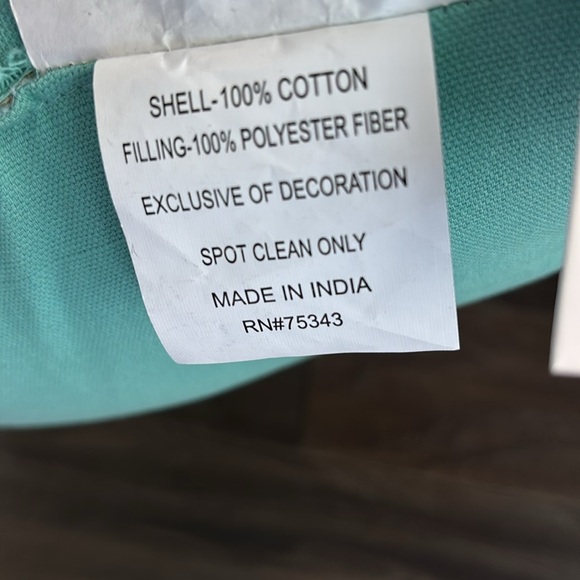 SHELL-100% COTTON
FILLING-100% POLYESTER FIBER
EXCLUSIVE OF DECORATION
SPOT CLEAN ONLY
MADE IN INDIA
RN#75343